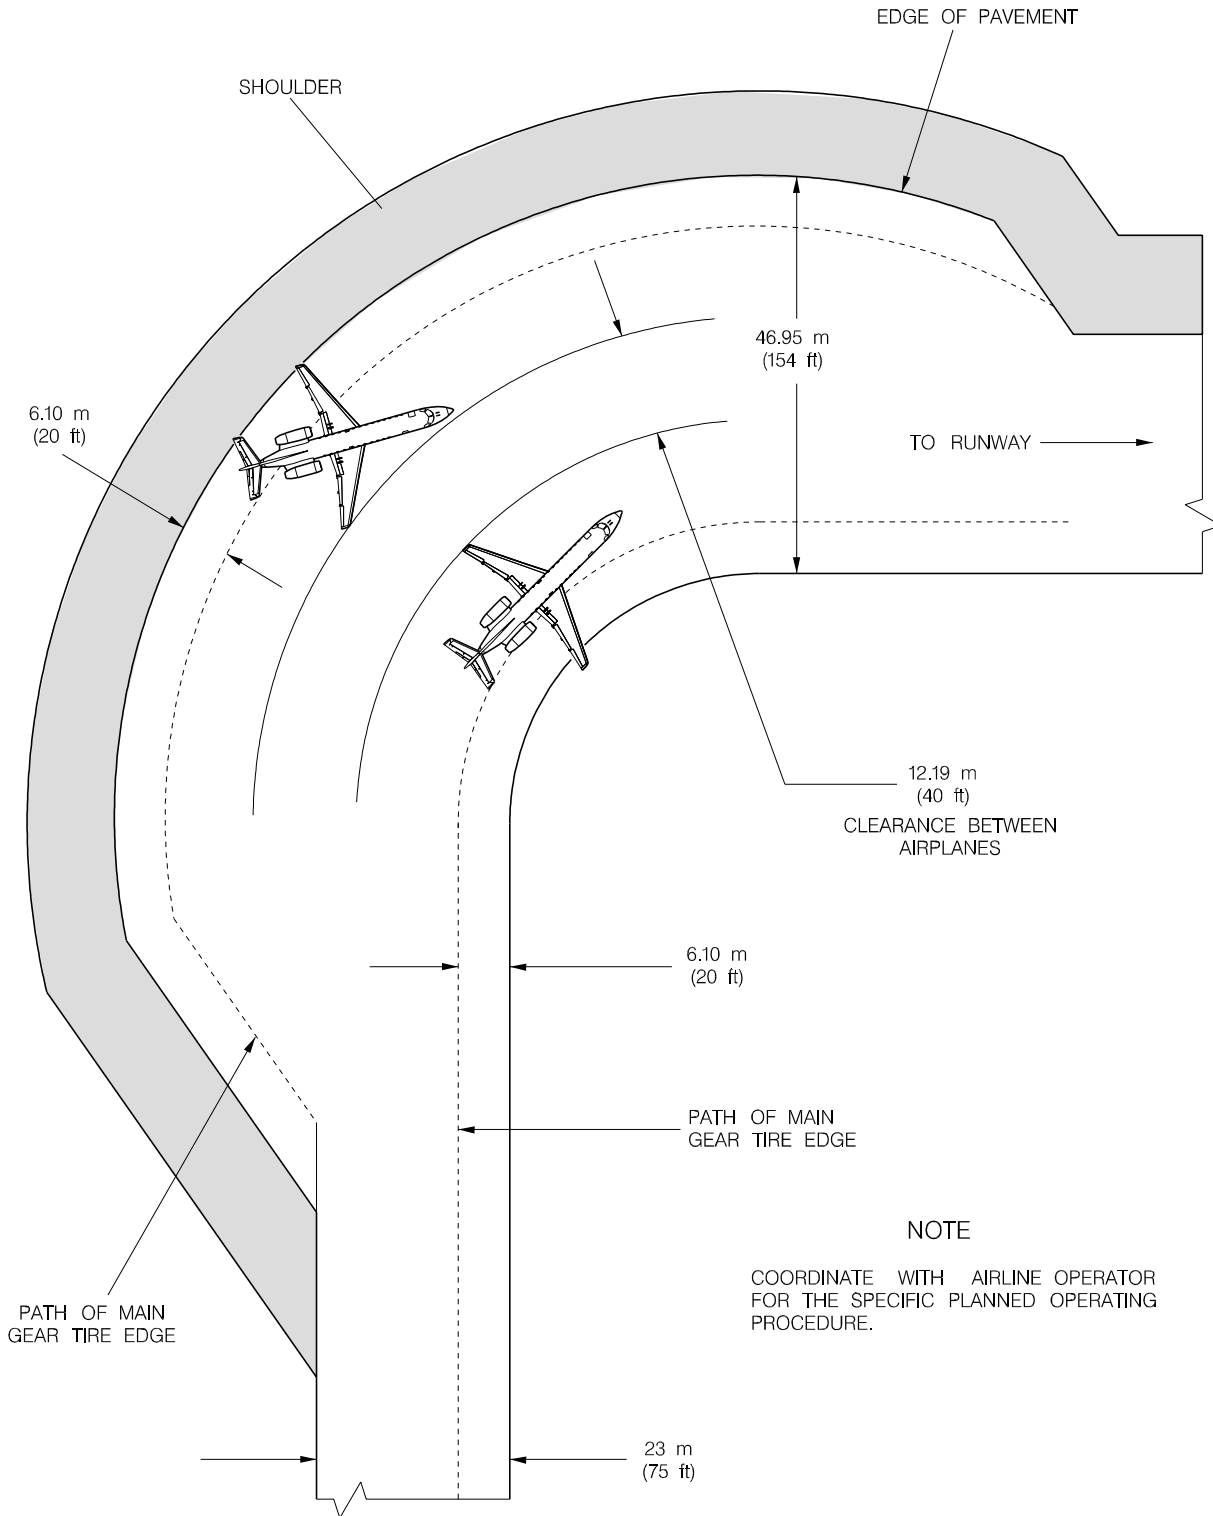 EDGE OF PAVEMENT
SHOULDER
46.95 m
(154 ft)
6.10 m
(20 ft)
TO RUNWAY
12.19 m
(40 ft)
CLEARANCE BETWEEN
AIRPLANES
6.10 m
(20 ft)
PATH OF MAIN
GEAR TIRE EDGE
NOTE
COORDINATE WITH AIRLINE OPERATOR
FOR THE SPECIFIC PLANNED OPERATING
PROCEDURE.
PATH OF MAIN
GEAR TIRE EDGE
23 m
(75 ft)